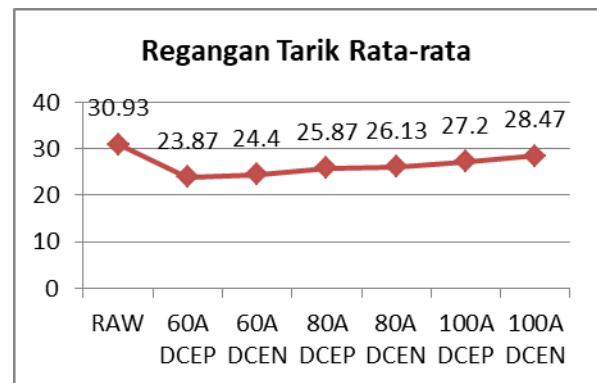 Regangan Tarik Rata-rata
40
30
20
10
0
30.93
23.87
24.4
25.87
26.13
27.2
28.47
RAW
60A DCEP
60A DCEN
80A DCEP
80A DCEN
100A DCEP
100A DCEN